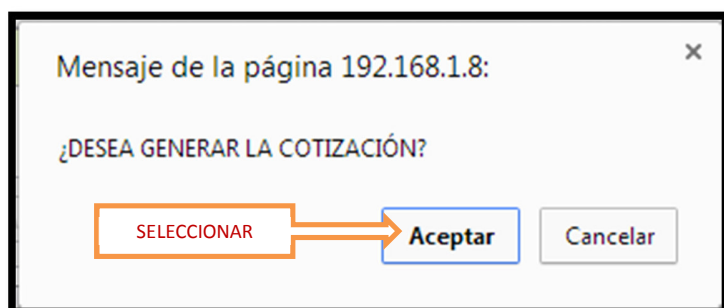 Mensaje de la página 192.168.1.8:
¿DESEA GENERAR LA COTIZACIÓN?
SELECCIONAR Aceptar Cancelar